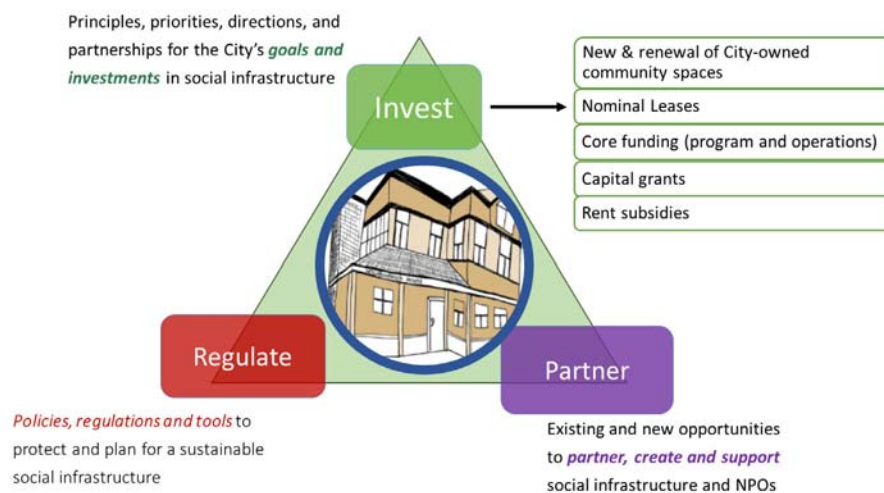 Principles, priorities, directions, and
partnerships for the City's goals and
investments in social infrastructure
Invest
New & renewal of City-owned
community spaces
Nominal Leases
Core funding (program and operations)
Capital grants
Rent subsidies
Regulate
Partner
Policies, regulations and tools to
protect and plan for a sustainable
social infrastructure
Existing and new opportunities
to partner, create and support
social infrastructure and NPOs